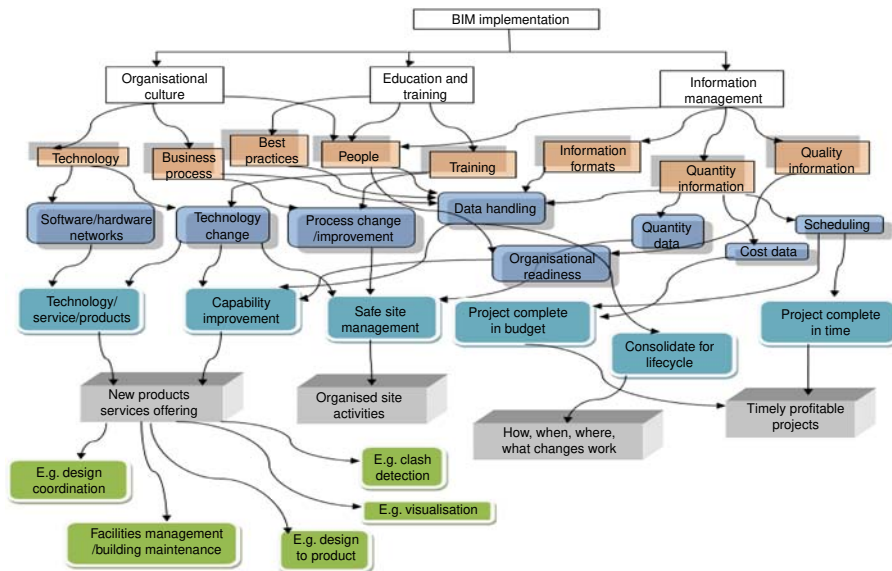 BIM implementation
Organisational
culture
Education and
training
Information
management
Technology
Business
process
Best
practices
People
Training
Information
formats
Quantity
information
Quality
information
Software/hardware
networks
Technology
change
Process change
/improvement
Data handling
Quantity
data
Scheduling
Cost data
Organisational
readiness
Technology/
service/products
Capability
improvement
Safe site
management
Project complete
in budget
Consolidate for
lifecycle
Project complete
in time
New products
services offering
Organised site
activities
How, when, where,
what changes work
Timely profitable
projects
E.g. design
coordination
E.g. clash
detection
E.g. visualisation
Facilities management
/building maintenance
E.g. design
to product